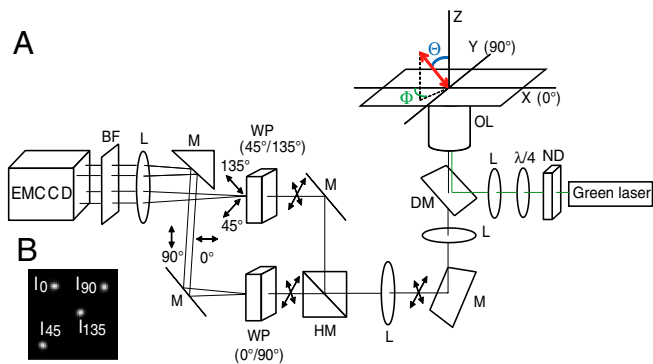 A
Z
Y (90°)
Θ
Φ
X (0°)
OL
BF
L
M
WP
(45°/135°)
135°
45°
M
EMCCD
L
λ/4
ND
Green laser
DM
L
90°
0°
M
WP
(0°/90°)
HM
L
M
B
I0
I90
I45
I135